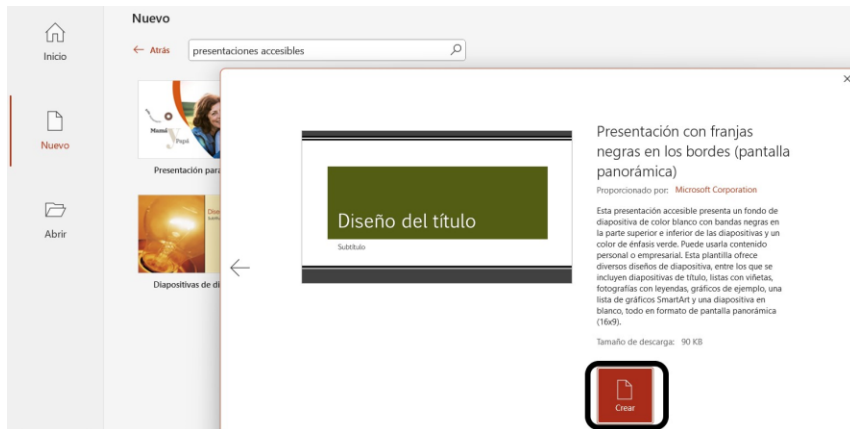 Nuevo
Inicio
Atrás
presentaciones accesibles
Nuevo
Mamá
y
Papá
Presentación para
Abrir
Diapositivas de di
Diseño del título
Subtítulo
Presentación con franjas
negras en los bordes (pantalla
panorámica)
Proporcionado por: Microsoft Corporation
Esta presentación accesible presenta un fondo de
diapositiva de color blanco con bandas negras en
la parte superior e inferior de las diapositivas y un
color de énfasis verde. Puede usarla contenido
personal o empresarial. Esta plantilla ofrece
diversos diseños de diapositiva, entre los que se
incluyen diapositivas de título, listas con viñetas,
fotografías con leyendas, gráficos de ejemplo, una
lista de gráficos SmartArt y una diapositiva en
blanco, todo en formato de pantalla panorámica
(16x9).
Tamaño de descarga: 90 KB
Crear